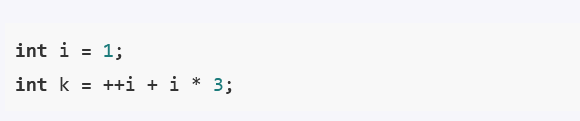 int i = 1;
int k = ++i + i * 3;